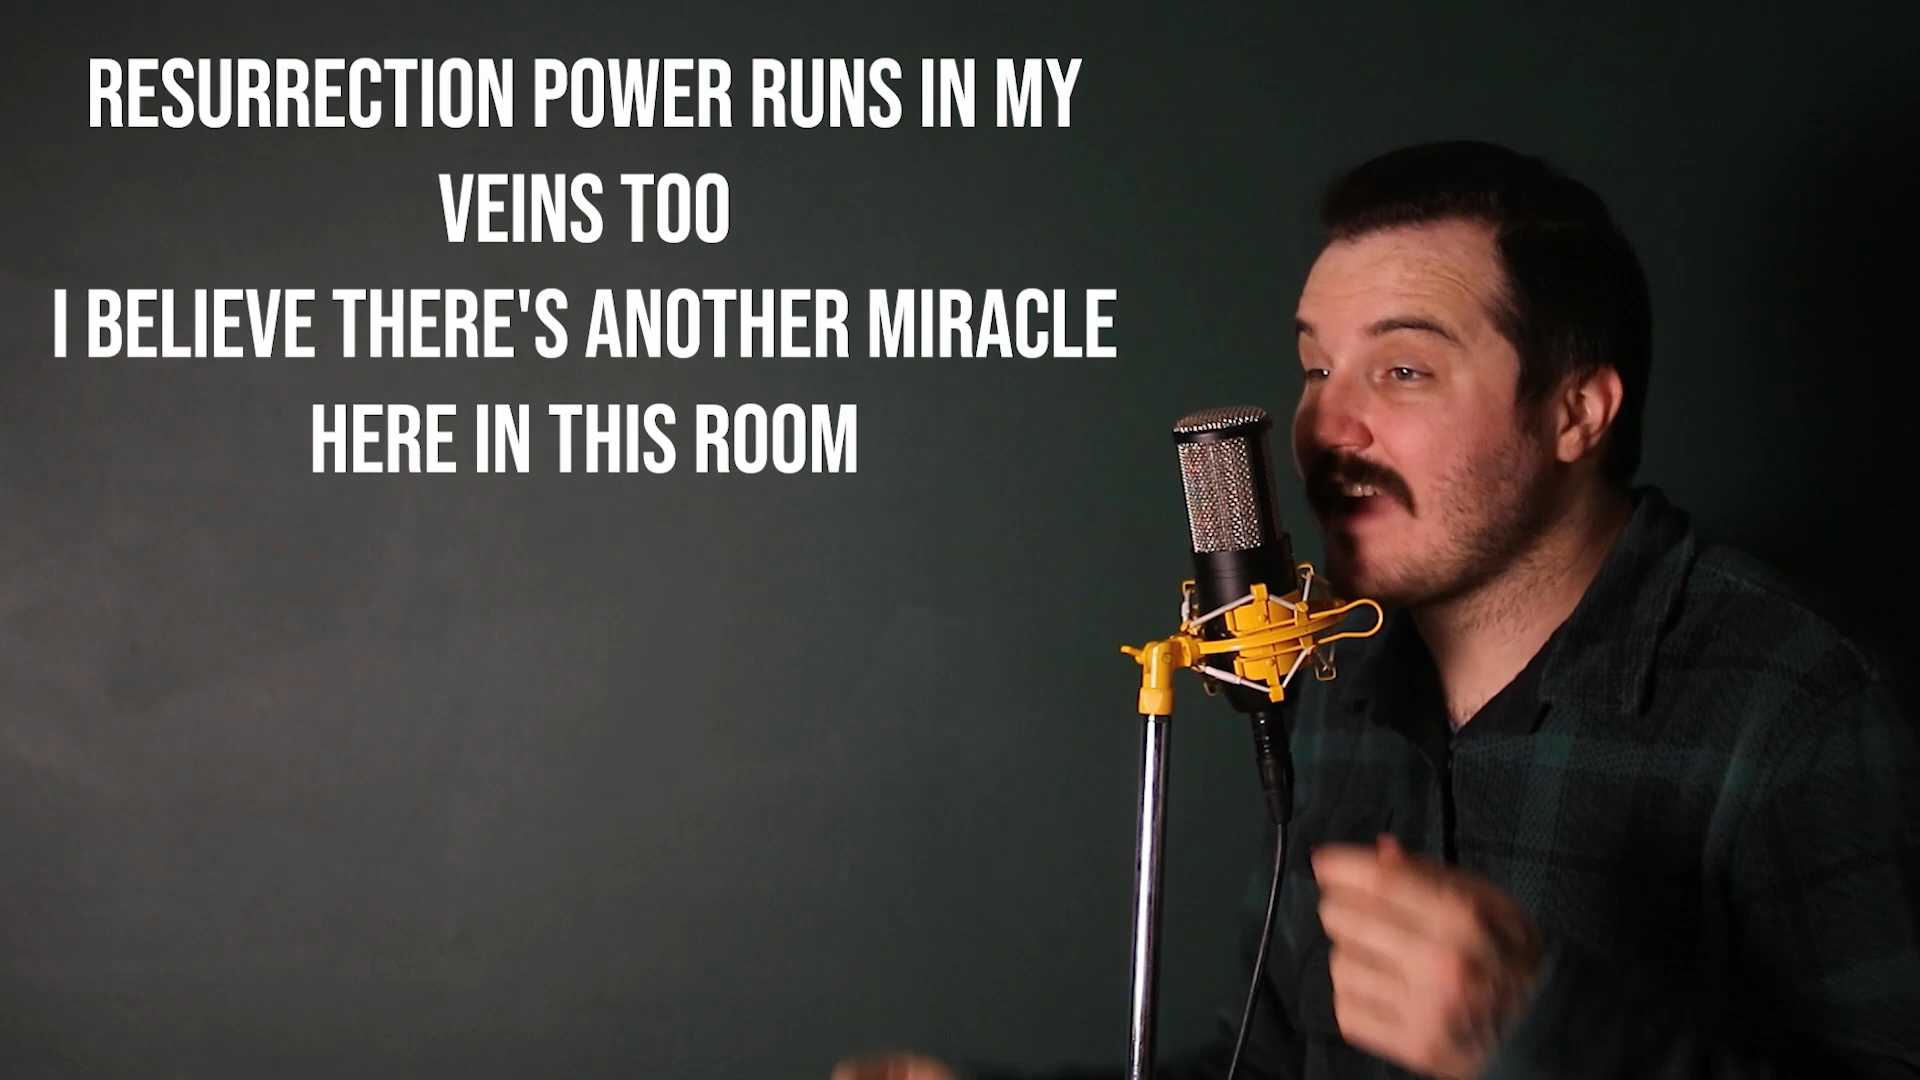 RESURRECTION POWER RUNS IN MY
VEINS TOO
I BELIEVE THERE'S ANOTHER MIRACLE
HERE IN THIS ROOM